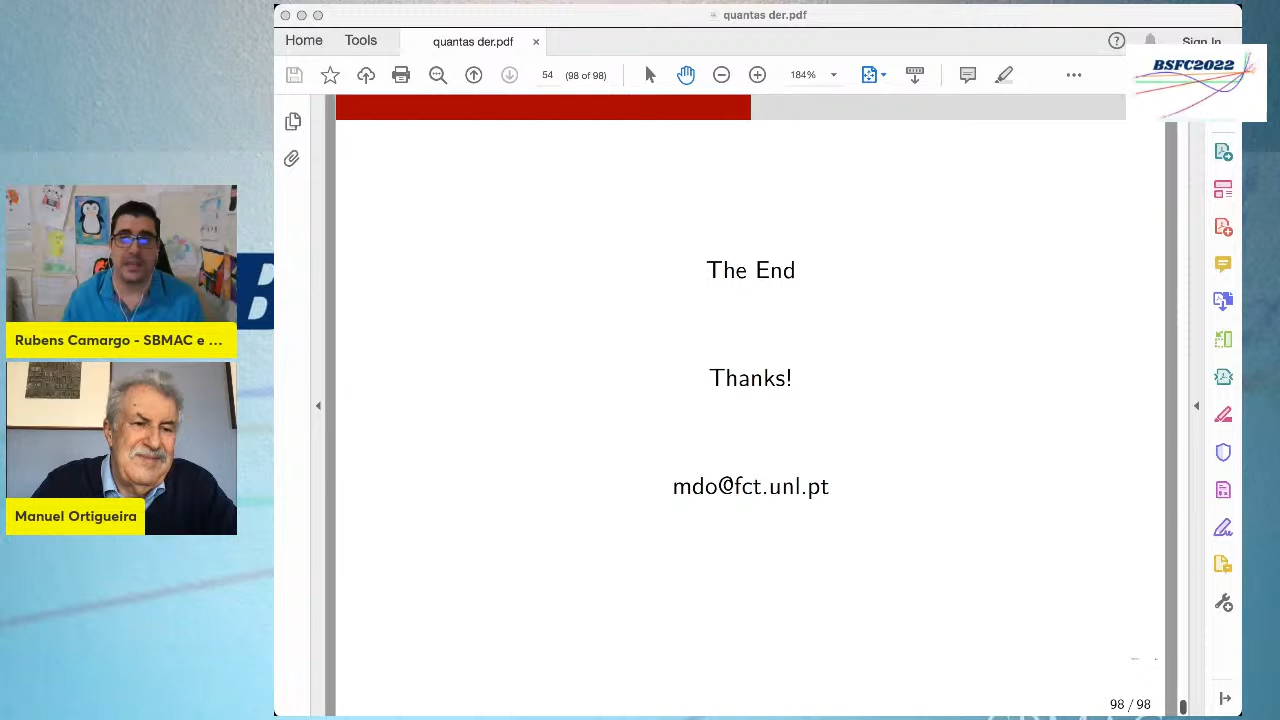 quantas der.pdf
Home
Tools
quantas der.pdf
Sign In
(98 of 98)
184%
BSFC2022
The End
Thanks!
mdo@fct.unl.pt
98 / 98
Rubens Camargo - SBMAC e ...
Manuel Ortigueira